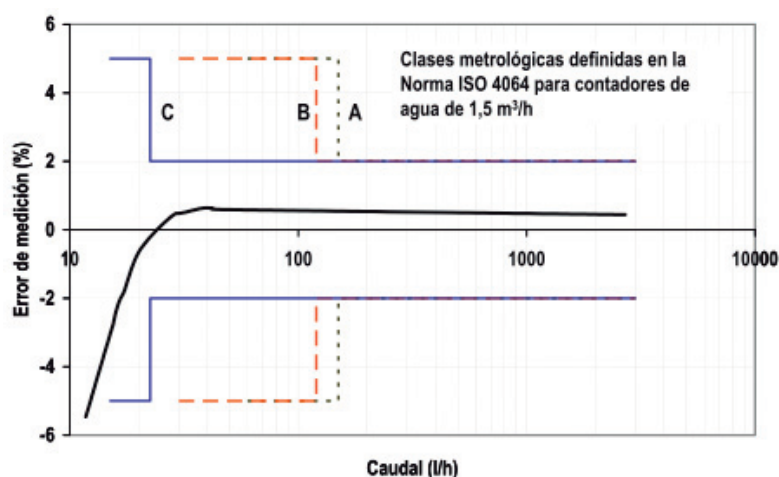 6
4
2
0
-2
-4
-6
Error de medición (%)
Clases metrológicas definidas en la
Norma ISO 4064 para contadores de
agua de 1,5 m³/h
C
B
A
10
100
1000
10000
Caudal (l/h)